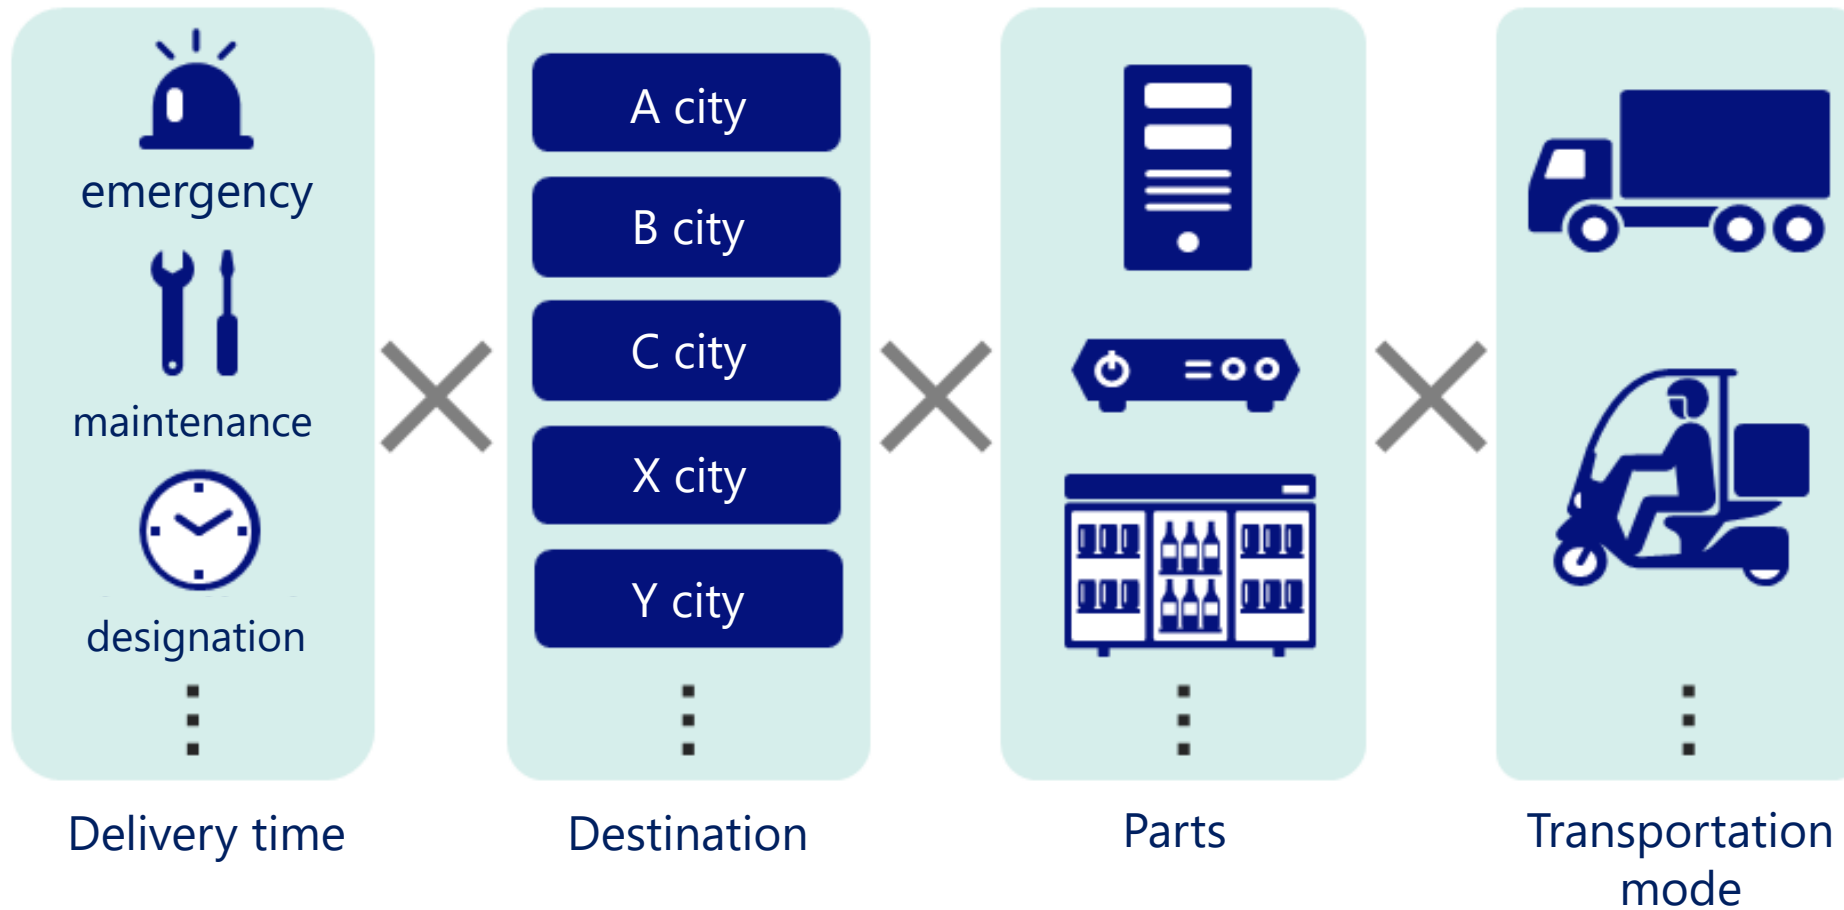 emergency
maintenance
designation
Delivery time
A city
B city
C city
X city
Y city
Destination
Parts
Transportation
mode